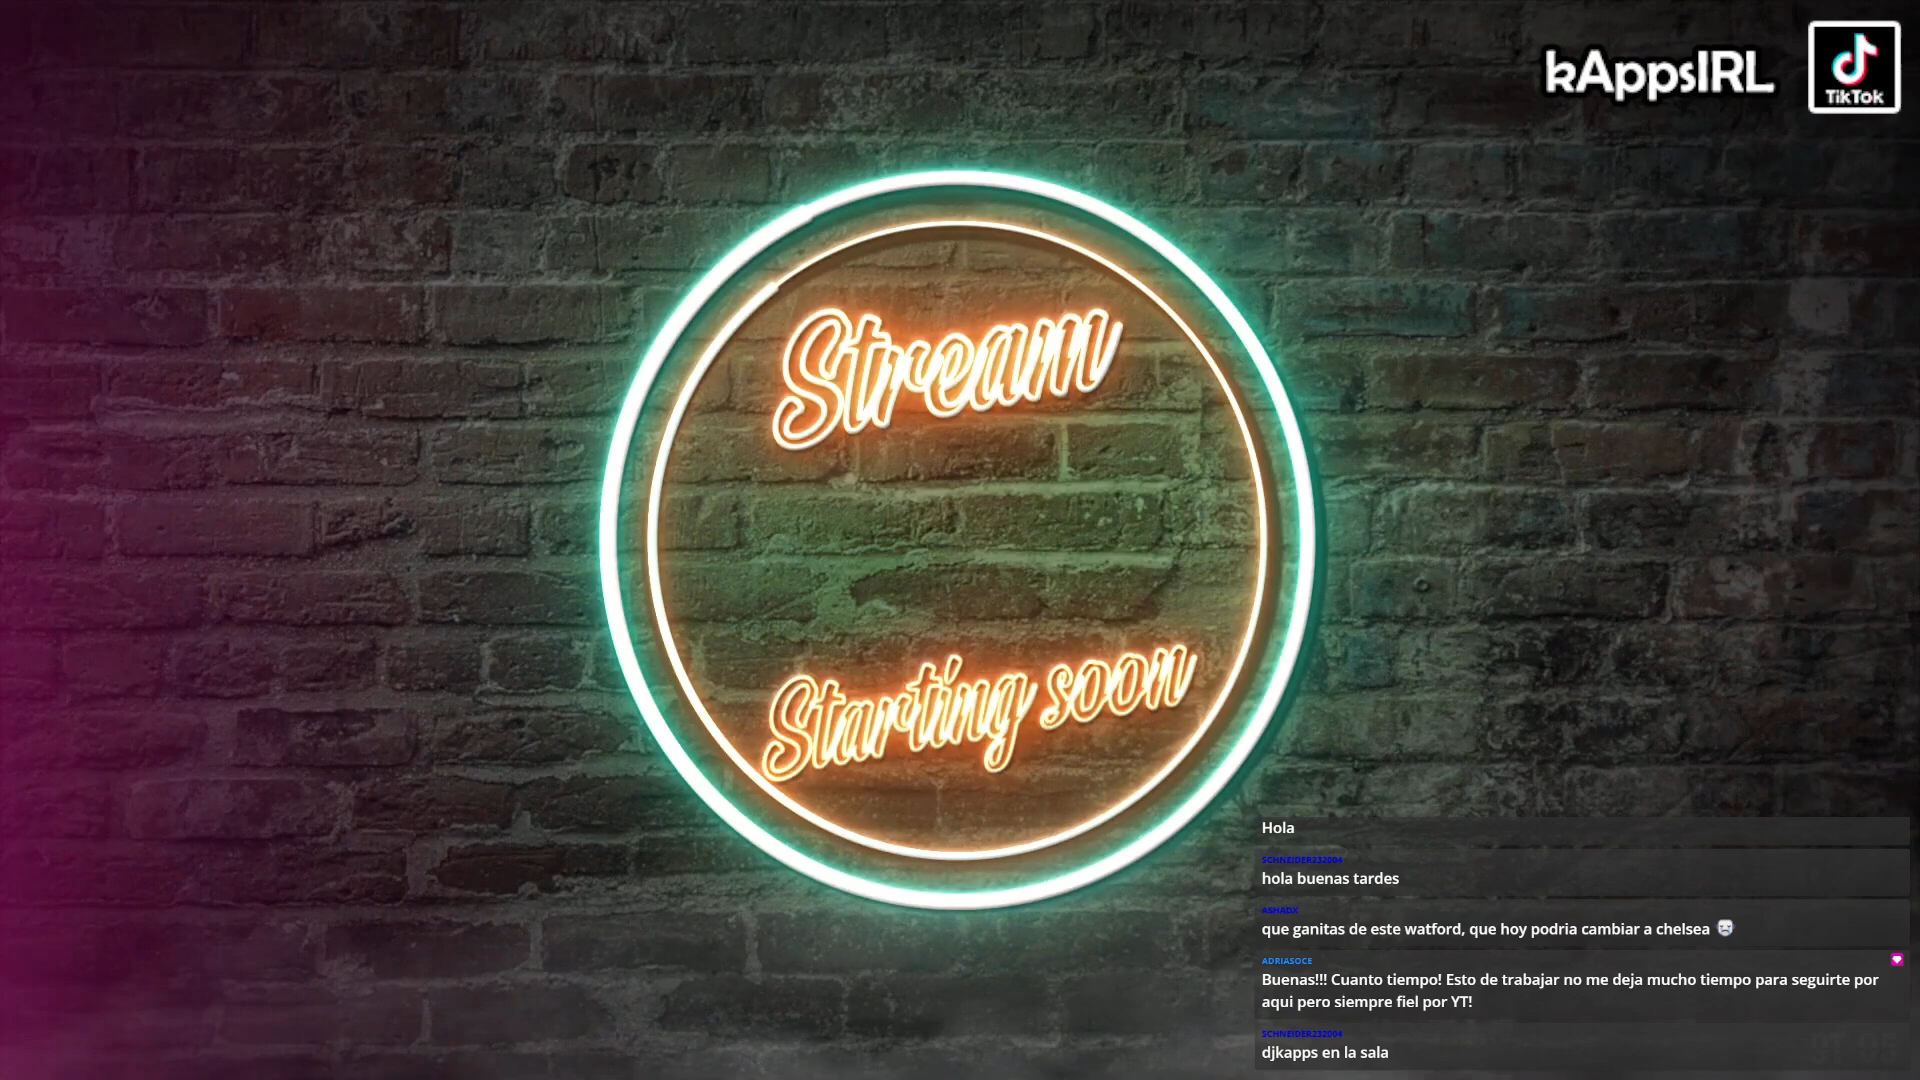 kAppsIRL
TikTok
Stream
Starting soon
Hola
SCHNEIDER232004
hola buenas tardes
ASHADX
que ganitas de este watford, que hoy podria cambiar a chelsea
ADRIASOCE
Buenas!!! Cuanto tiempo! Esto de trabajar no me deja mucho tiempo para seguirte por
aqui pero siempre fiel por YT!
SCHNEIDER232004
djkapps en la sala